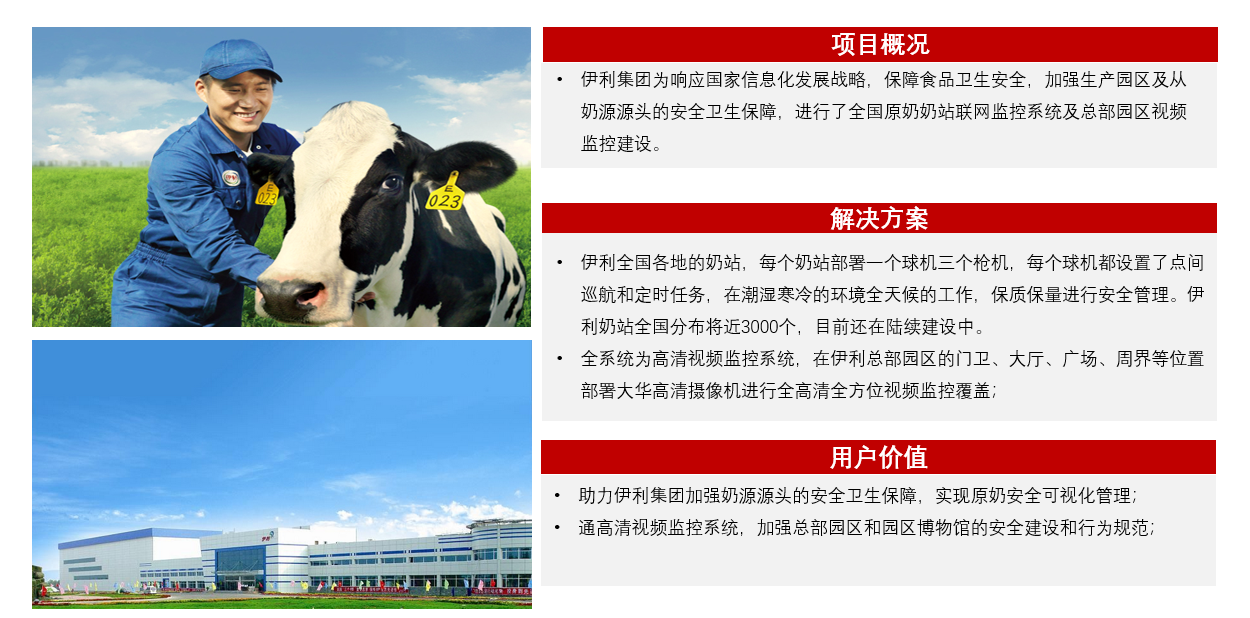 E
023
E
023
伊利
项目概况
• 伊利集团为响应国家信息化发展战略，保障食品卫生安全，加强生产园区及从
奶源源头的安全卫生保障，进行了全国原奶奶站联网监控系统及总部园区视频
监控建设。
解决方案
• 伊利全国各地的奶站，每个奶站部署一个球机三个枪机，每个球机都设置了点间
巡航和定时任务，在潮湿寒冷的环境全天候的工作，保质保量进行安全管理。伊
利奶站全国分布将近3000个，目前还在陆续建设中。
• 全系统为高清视频监控系统，在伊利总部园区的门卫、大厅、广场、周界等位置
部署大华高清摄像机进行全高清全方位视频监控覆盖；
用户价值
• 助力伊利集团加强奶源源头的安全卫生保障，实现原奶安全可视化管理；
• 通高清视频监控系统，加强总部园区和园区博物馆的安全建设和行为规范；